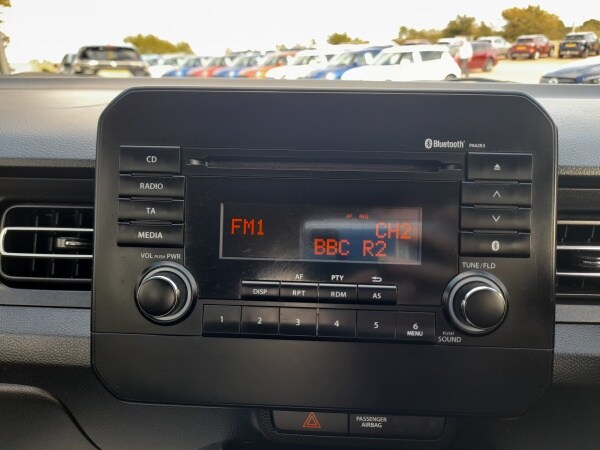 Bluetooth
CD
RADIO
TA
MEDIA
FM1
CH2
BBC R2
VOL PUSH PWR
TUNE/FLD
AF
PTY
DISP
RPT
RDM
AS
1
2
3
4
5
6
MENU
PUSH
SOUND
PASSENGER
AIRBAG